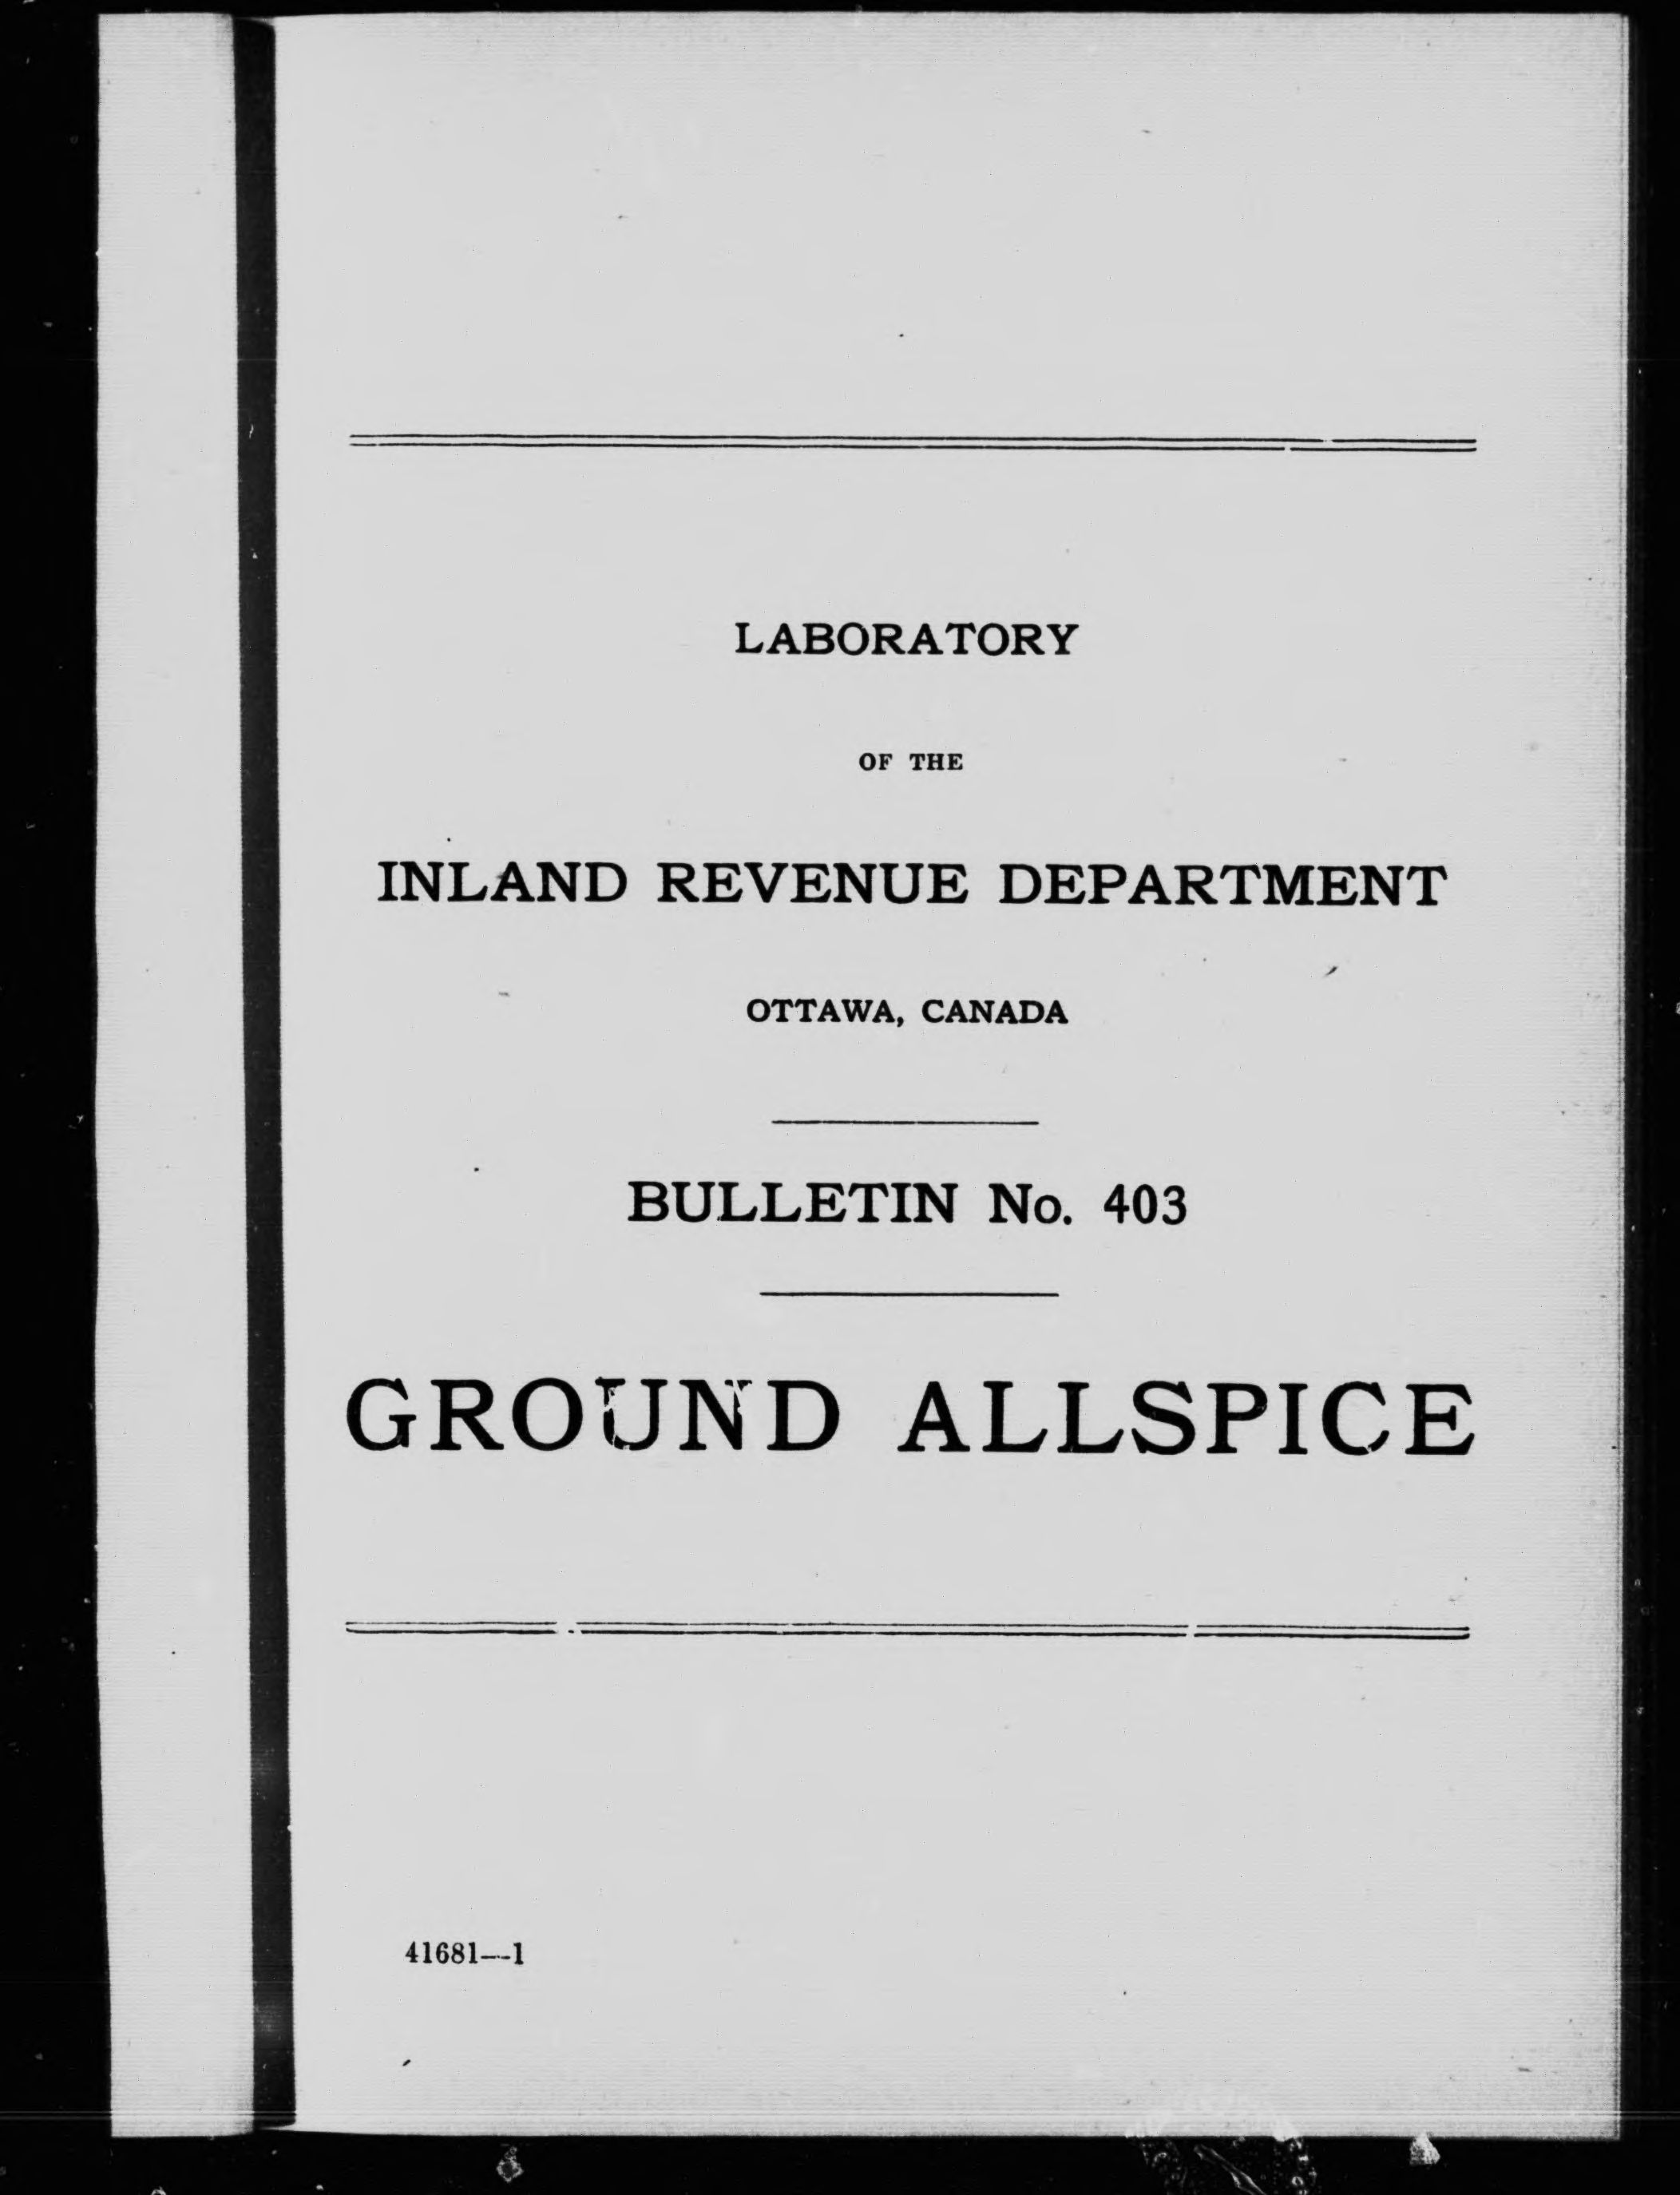 LABORATORY
OF THE
INLAND REVENUE DEPARTMENT
OTTAWA, CANADA
BULLETIN No. 403
GROUND ALLSPICE
41681—1